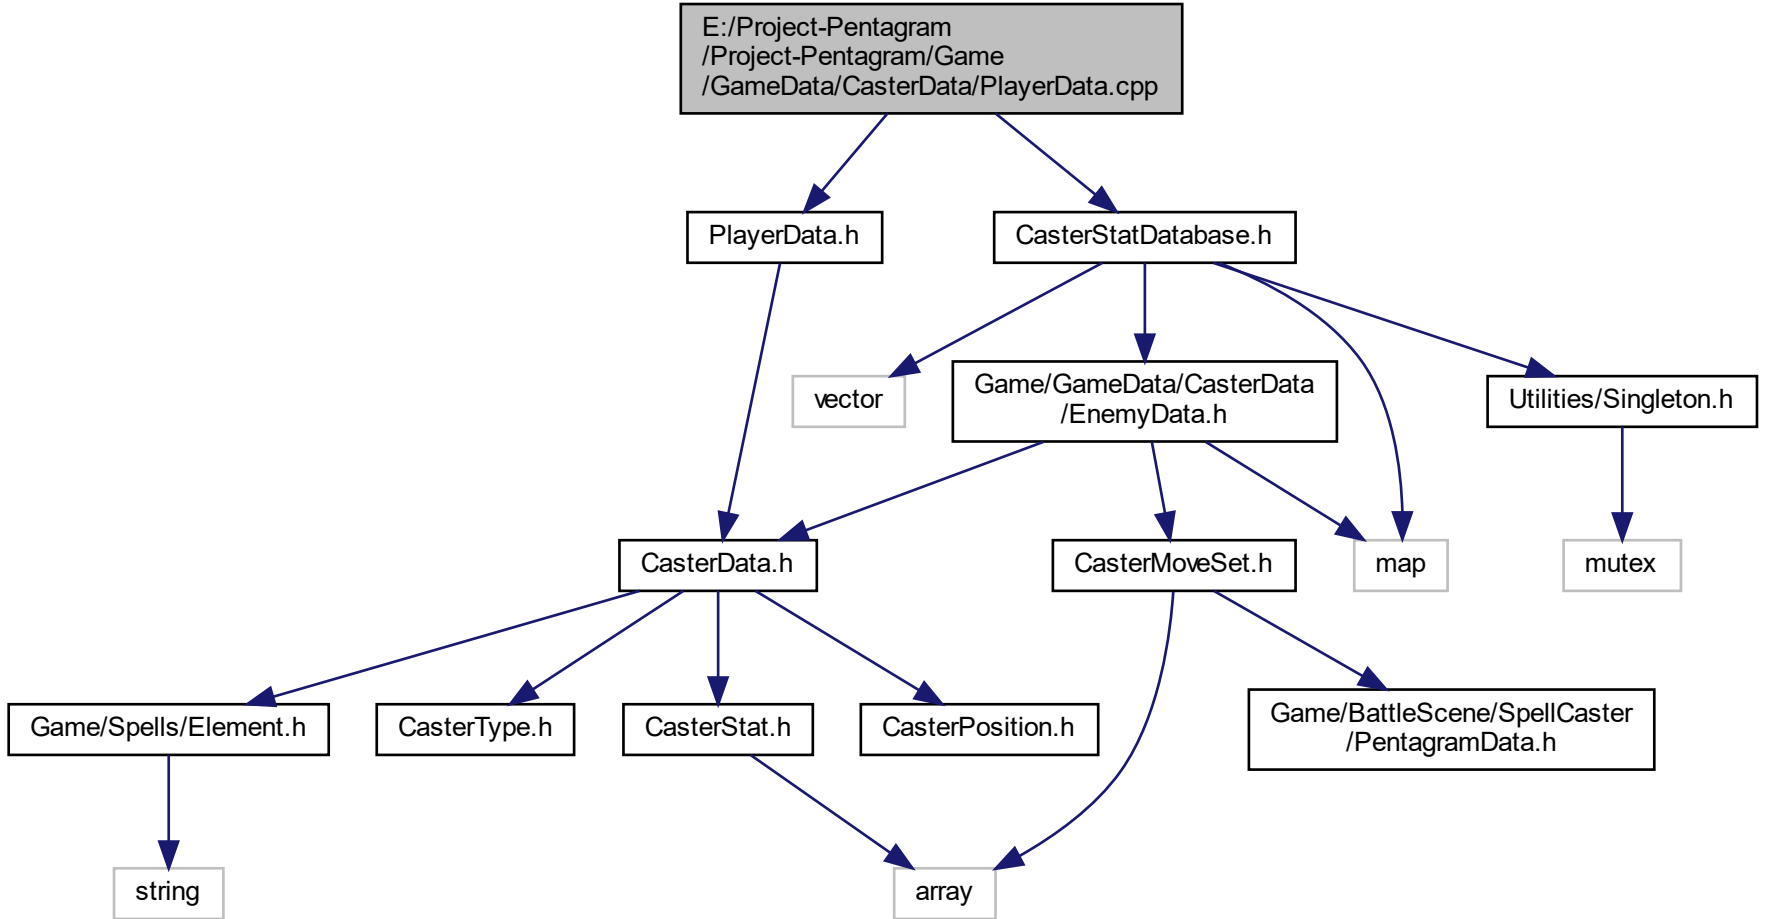 E:/Project-Pentagram
/Project-Pentagram/Game
/GameData/CasterData/PlayerData.cpp
PlayerData.h
CasterStatDatabase.h
vector
Game/GameData/CasterData
/EnemyData.h
Utilities/Singleton.h
CasterData.h
CasterMoveSet.h
map
mutex
Game/Spells/Element.h
CasterType.h
CasterStat.h
CasterPosition.h
Game/BattleScene/SpellCaster
/PentagramData.h
string
array